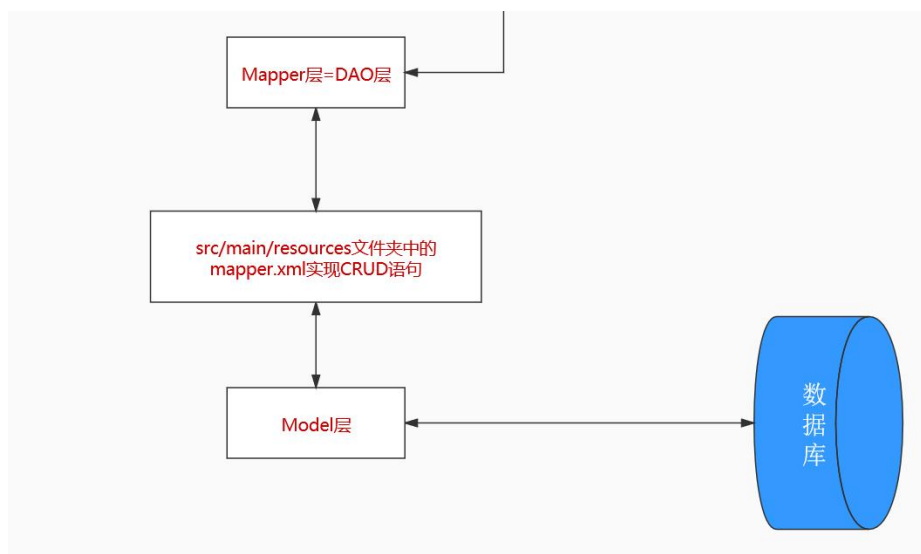 Mapper层=DAO层
src/main/resources文件夹中的
mapper.xml实现CRUD语句
Model层
数
据
库